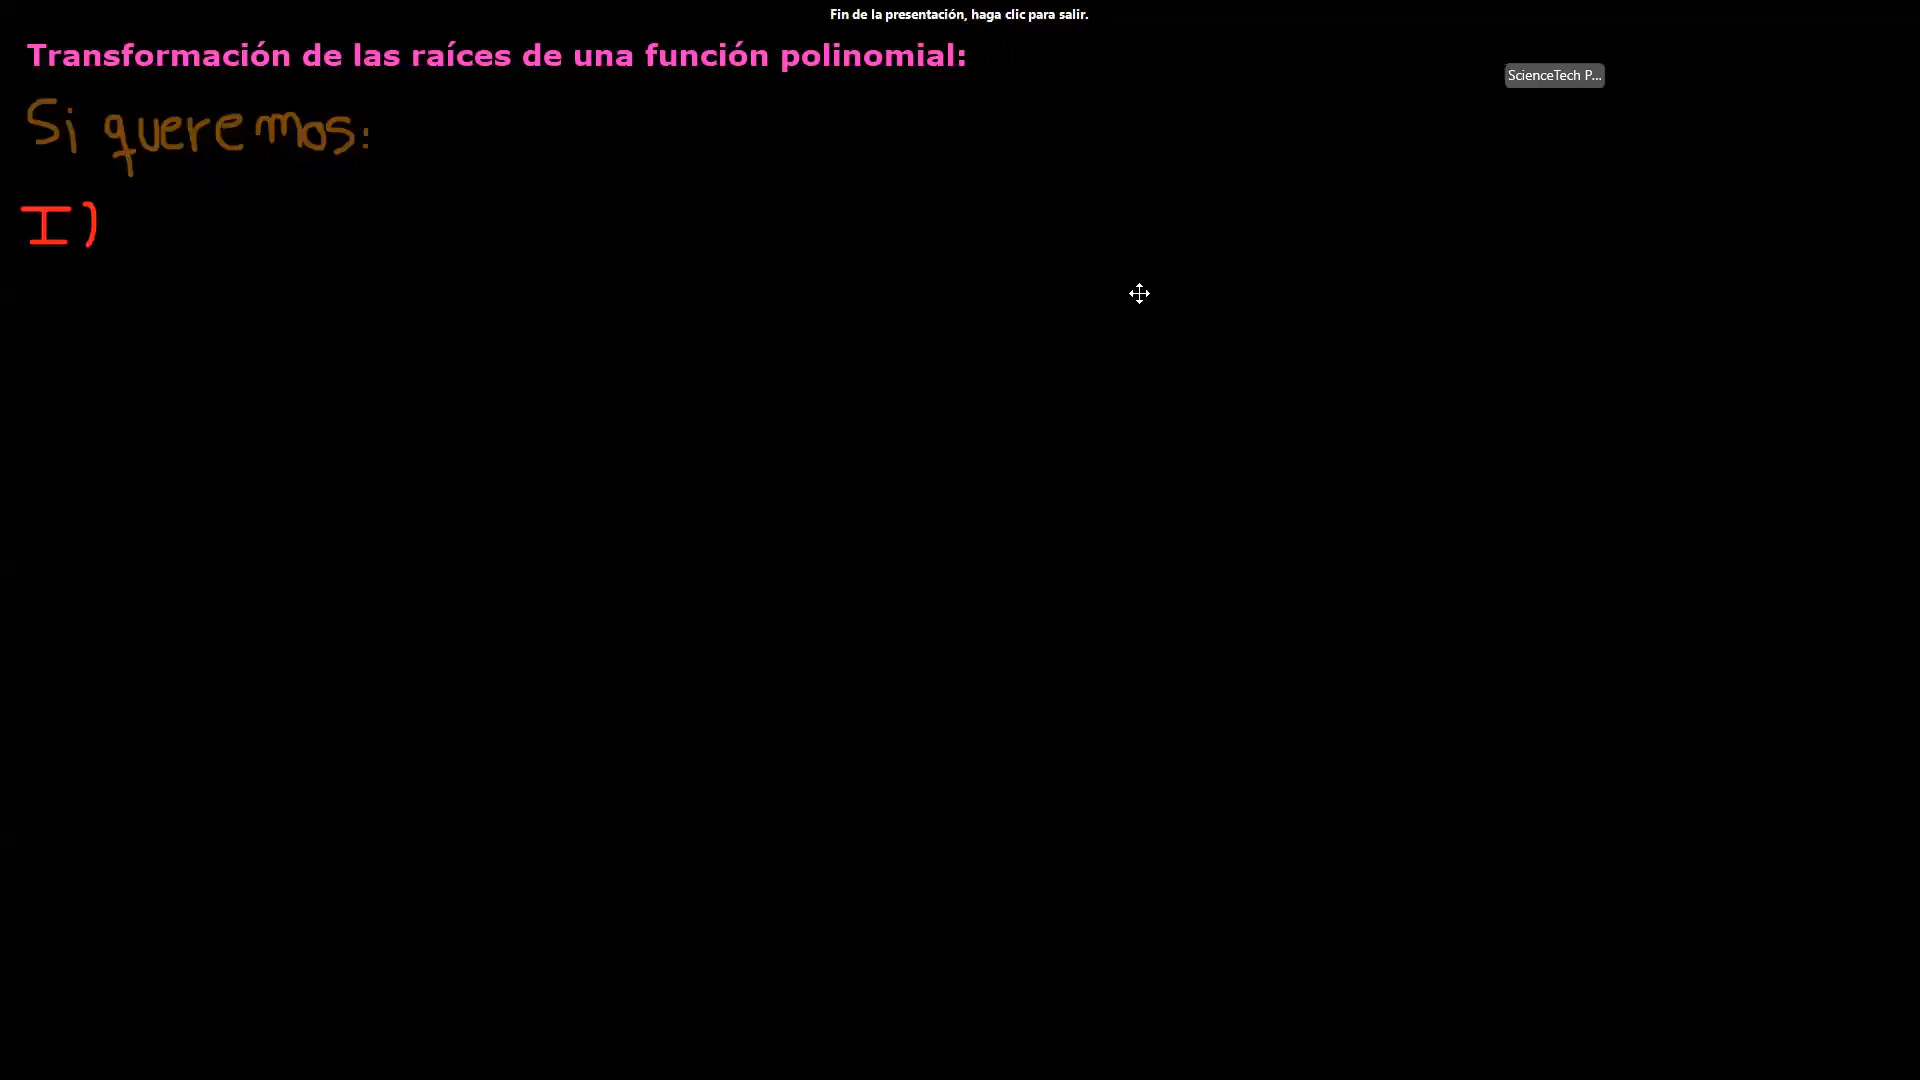 Fin de la presentación, haga clic para salir.
Transformación de las raíces de una función polinomial:
ScienceTech P...
Si queremos:
I)